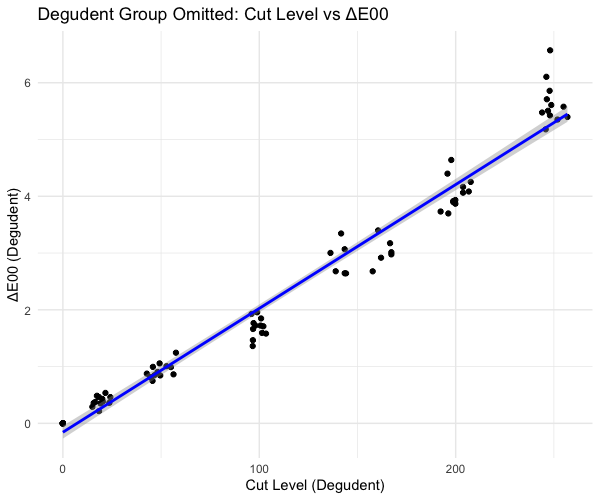 Degudent Group Omitted: Cut Level vs ΔE00
6
4
2
0
ΔE00 (Degudent)
0 100 200
Cut Level (Degudent)